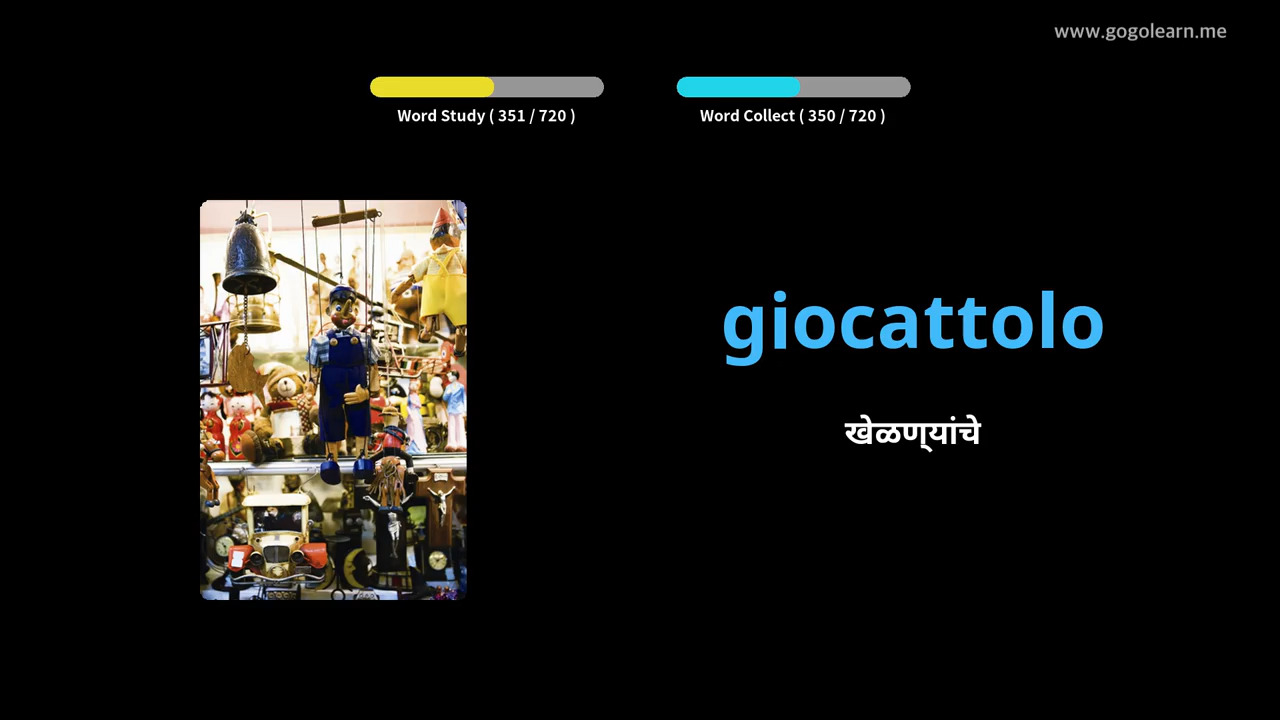 www.gogolearn.me
Word Study ( 351 / 720 )
Word Collect ( 350 / 720 )
giocattolo
खेळण्यांचे